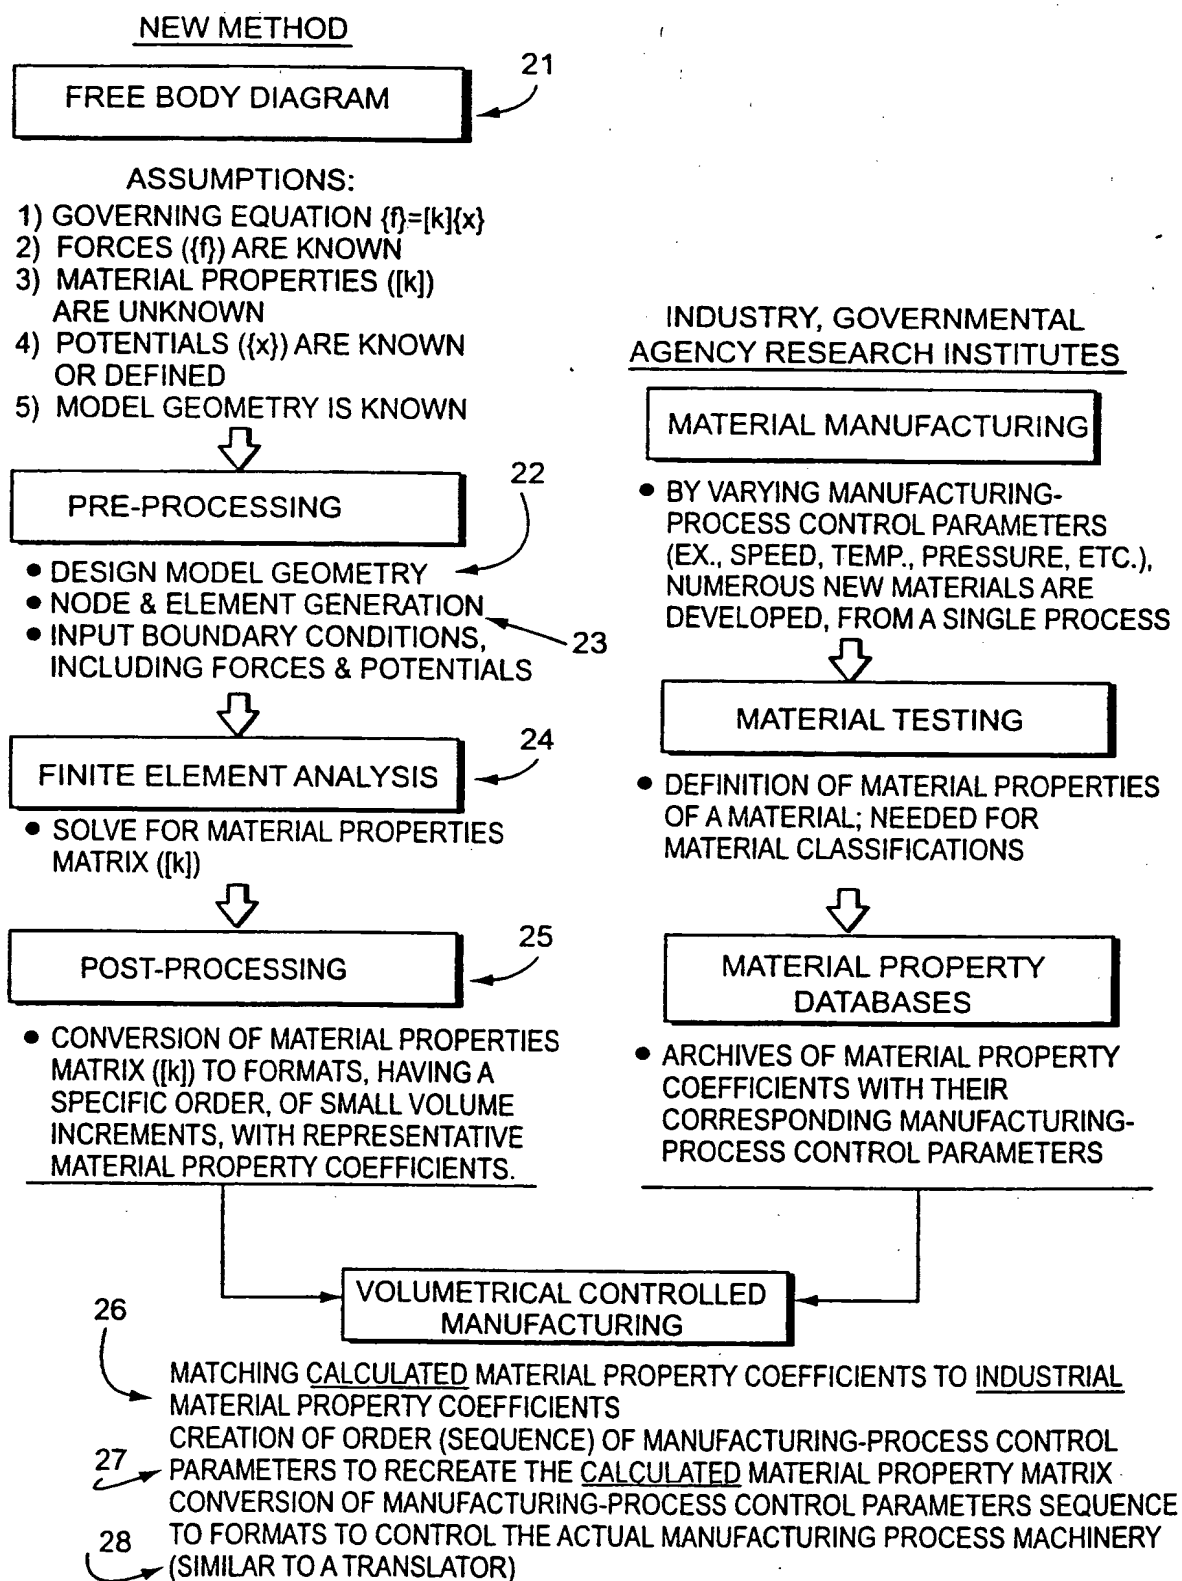 NEW METHOD
21
FREE BODY DIAGRAM
ASSUMPTIONS:
1) GOVERNING EQUATION {f}=[k]{x}
2) FORCES ({f}) ARE KNOWN
3) MATERIAL PROPERTIES ([k])
ARE UNKNOWN
4) POTENTIALS ({x}) ARE KNOWN
OR DEFINED
5) MODEL GEOMETRY IS KNOWN
PRE-PROCESSING
22
• DESIGN MODEL GEOMETRY
• NODE & ELEMENT GENERATION
• INPUT BOUNDARY CONDITIONS,
INCLUDING FORCES & POTENTIALS
23
24
FINITE ELEMENT ANALYSIS
• SOLVE FOR MATERIAL PROPERTIES
MATRIX ([k])
25
POST-PROCESSING
• CONVERSION OF MATERIAL PROPERTIES
MATRIX ([k]) TO FORMATS, HAVING A
SPECIFIC ORDER, OF SMALL VOLUME
INCREMENTS, WITH REPRESENTATIVE
MATERIAL PROPERTY COEFFICIENTS.
INDUSTRY, GOVERNMENTAL
AGENCY RESEARCH INSTITUTES
MATERIAL MANUFACTURING
• BY VARYING MANUFACTURING-
PROCESS CONTROL PARAMETERS
(EX., SPEED, TEMP., PRESSURE, ETC.),
NUMEROUS NEW MATERIALS ARE
DEVELOPED, FROM A SINGLE PROCESS
MATERIAL TESTING
• DEFINITION OF MATERIAL PROPERTIES
OF A MATERIAL; NEEDED FOR
MATERIAL CLASSIFICATIONS
MATERIAL PROPERTY
DATABASES
• ARCHIVES OF MATERIAL PROPERTY
COEFFICIENTS WITH THEIR
CORRESPONDING MANUFACTURING-
PROCESS CONTROL PARAMETERS
VOLUMETRICAL CONTROLLED
MANUFACTURING
26
MATCHING CALCULATED MATERIAL PROPERTY COEFFICIENTS TO INDUSTRIAL
MATERIAL PROPERTY COEFFICIENTS
CREATION OF ORDER (SEQUENCE) OF MANUFACTURING-PROCESS CONTROL
27
PARAMETERS TO RECREATE THE CALCULATED MATERIAL PROPERTY MATRIX
CONVERSION OF MANUFACTURING-PROCESS CONTROL PARAMETERS SEQUENCE
TO FORMATS TO CONTROL THE ACTUAL MANUFACTURING PROCESS MACHINERY
28
(SIMILAR TO A TRANSLATOR)